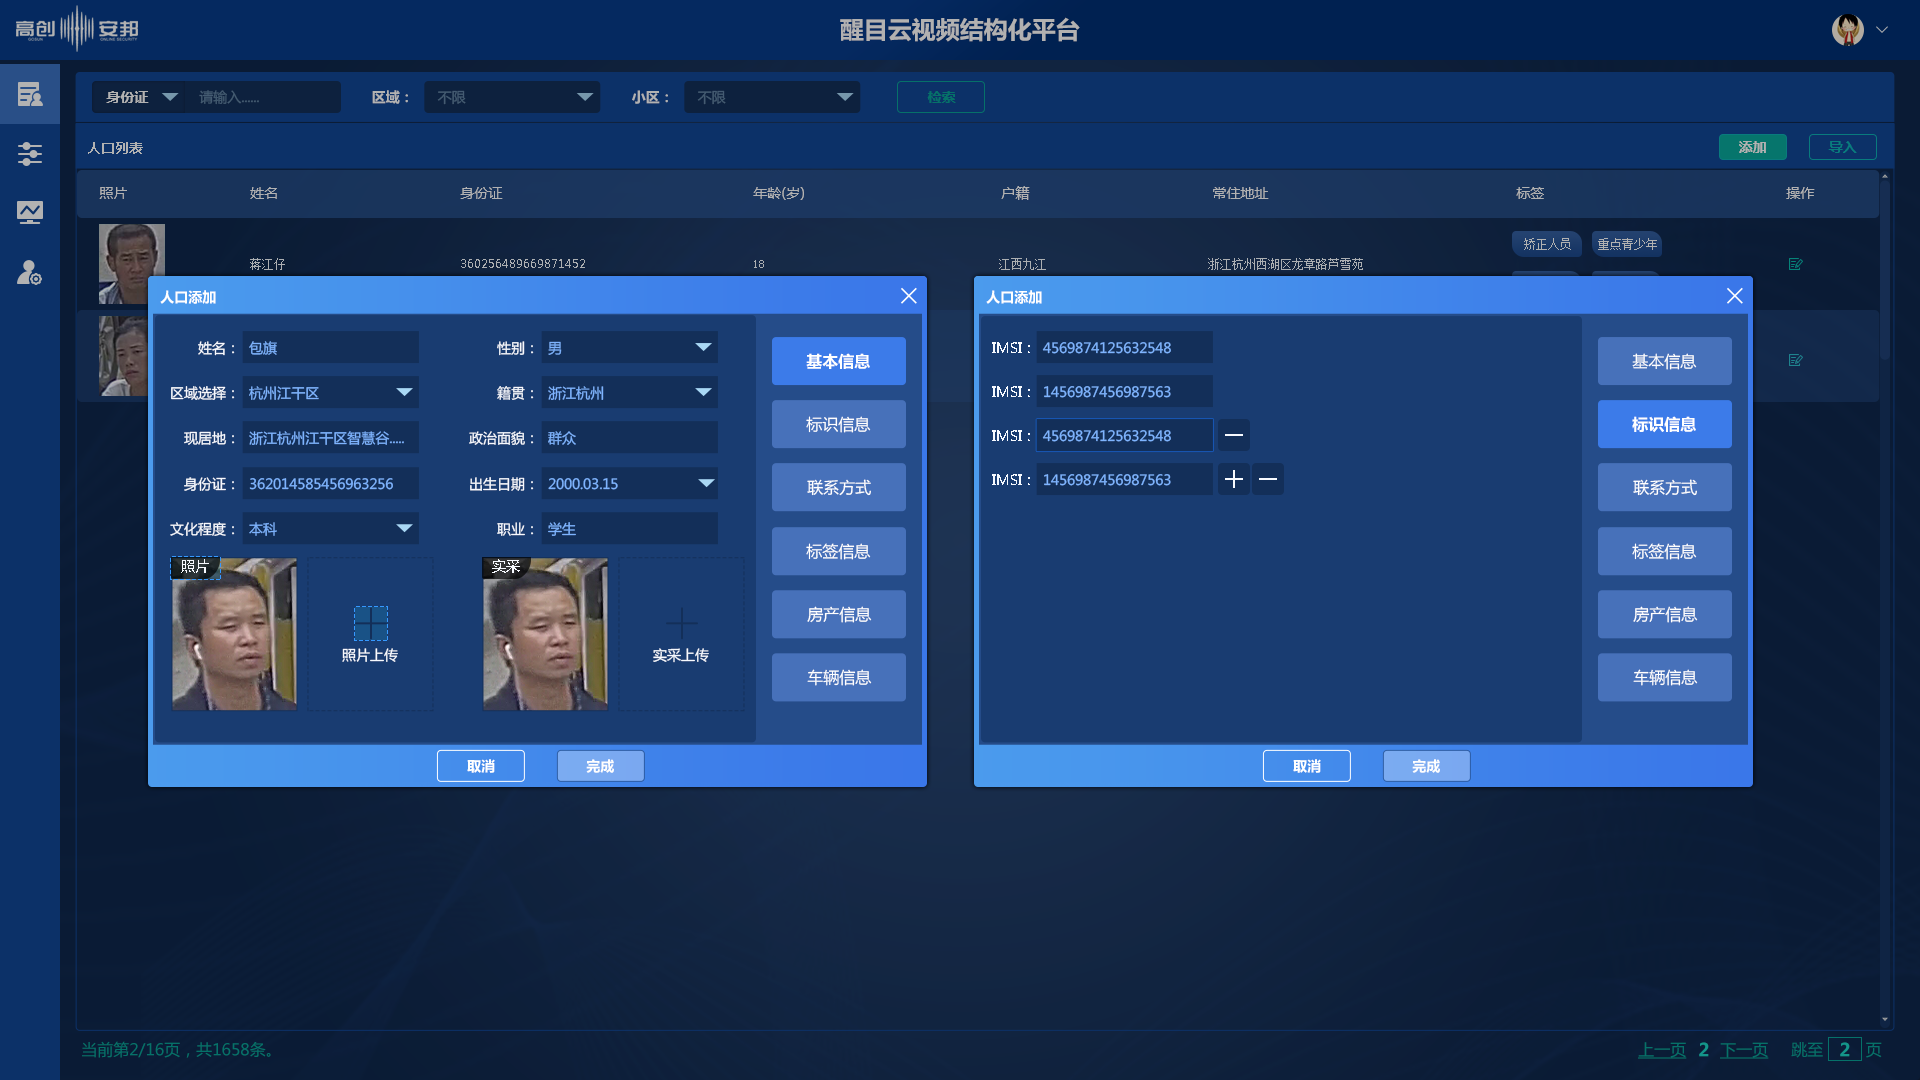 高创安邦
醒目云视频结构化平台
身份证 请输入...... 区域： 不限 小区： 不限 检索
人口列表 添加 导入
照片 姓名 身份证 年龄(岁) 户籍 常住地址 标签 操作
矫正人员 重点青少年
蒋江仔 360256489669871452 18 江西九江 浙江杭州西湖区龙章路芦雪苑
人口添加
姓名： 包旗 性别： 男
区域选择： 杭州江干区 籍贯： 浙江杭州
现居地： 浙江杭州江干区智慧谷..... 政治面貌： 群众
身份证： 362014585456963256 出生日期： 2000.03.15
文化程度： 本科 职业： 学生
照片 照片上传 实采 实采上传
基本信息
标识信息
联系方式
标签信息
房产信息
车辆信息
取消 完成
人口添加
IMSI： 4569874125632548
IMSI： 1456987456987563
IMSI： 4569874125632548
IMSI： 1456987456987563
基本信息
标识信息
联系方式
标签信息
房产信息
车辆信息
取消 完成
当前第2/16页，共1658条。 上一页 2 下一页 跳至 2 页